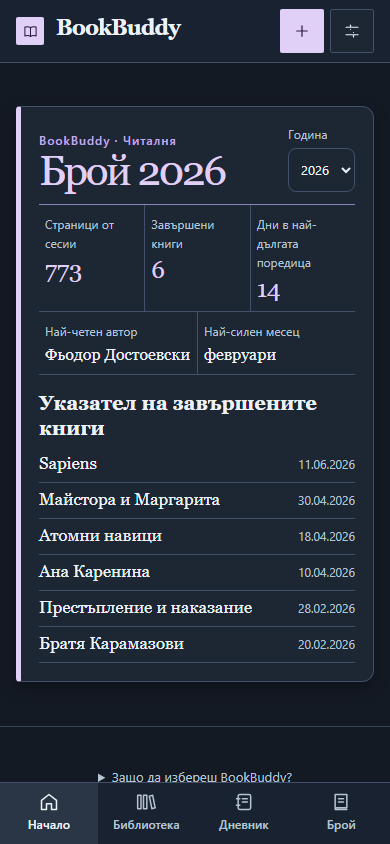 BookBuddy
BookBuddy · Читалня
Брой 2026
Година
2026
Страници от
сесии
773
Завършени
книги
6
Дни в най-
дългата
поредица
14
Най-четен автор
Фьодор Достоевски
Най-силен месец
февруари
Указател на завършените
книги
Sapiens 11.06.2026
Майстора и Маргарита 30.04.2026
Атомни навици 18.04.2026
Ана Каренина 10.04.2026
Престъпление и наказание 28.02.2026
Братя Карамазови 20.02.2026
Защо да избереш BookBuddy?
Начало
Библиотека
Дневник
Брой